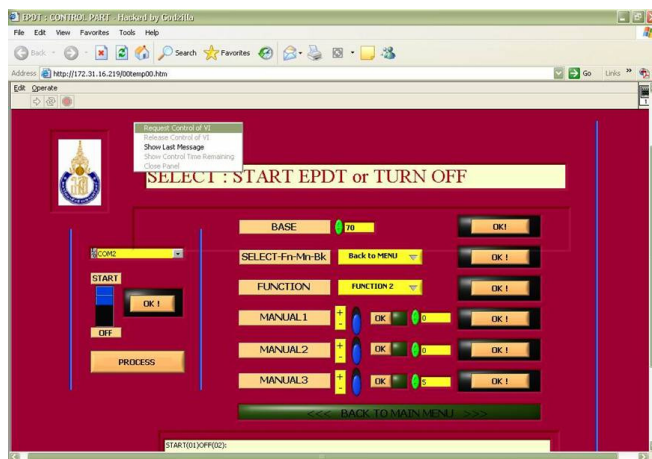 EPDT : CONTROL PART - Hacked by Godzilla
File Edit View Favorites Tools Help
Back Search Favorites
Address http://172.31.16.219/00temp00.htm Go Links »
Edit Operate
Request Control of VI
Release Control of VI
Show Last Message
Show Control Time Remaining
Close Panel
SELECT : START EPDT or TURN OFF
BASE 70 OK!
COM2 SELECT-Fn-Mn-Bk Back to MENU OK !
START FUNCTION FUNCTION 2 OK !
OK !
MANUAL1 + - OK 0 OK !
OFF
MANUAL2 + - OK 0 OK !
PROCESS
MANUAL3 + - OK 5 OK !
<<< BACK TO MAIN MENU >>>
START(01)OFF(02):